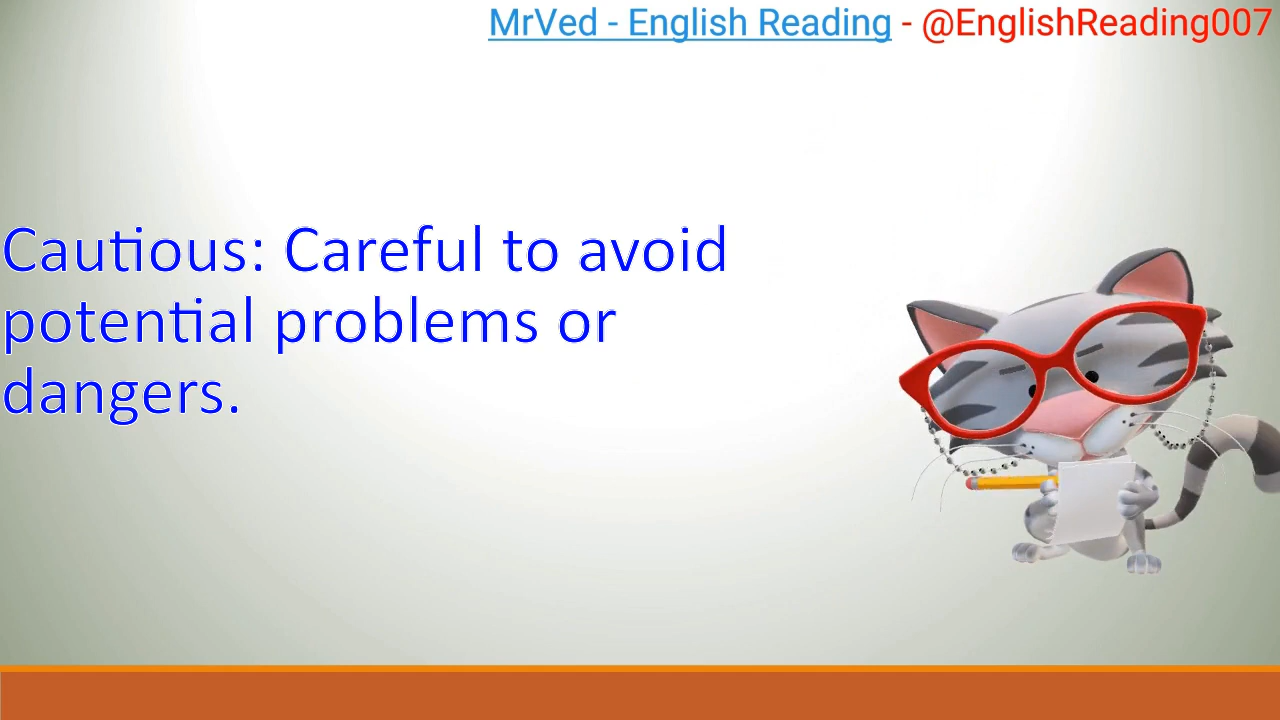 MrVed - English Reading - @EnglishReading007
Cautious: Careful to avoid
potential problems or
dangers.